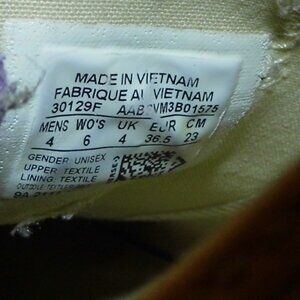 MADE IN VIETNAM
FABRIQUE AU VIETNAM
30129F
MENS WO'S UK EUR CM
4 6 4 36.5 23
GENDER UNISEX
UPPER TEXTILE
LINING TEXTILE